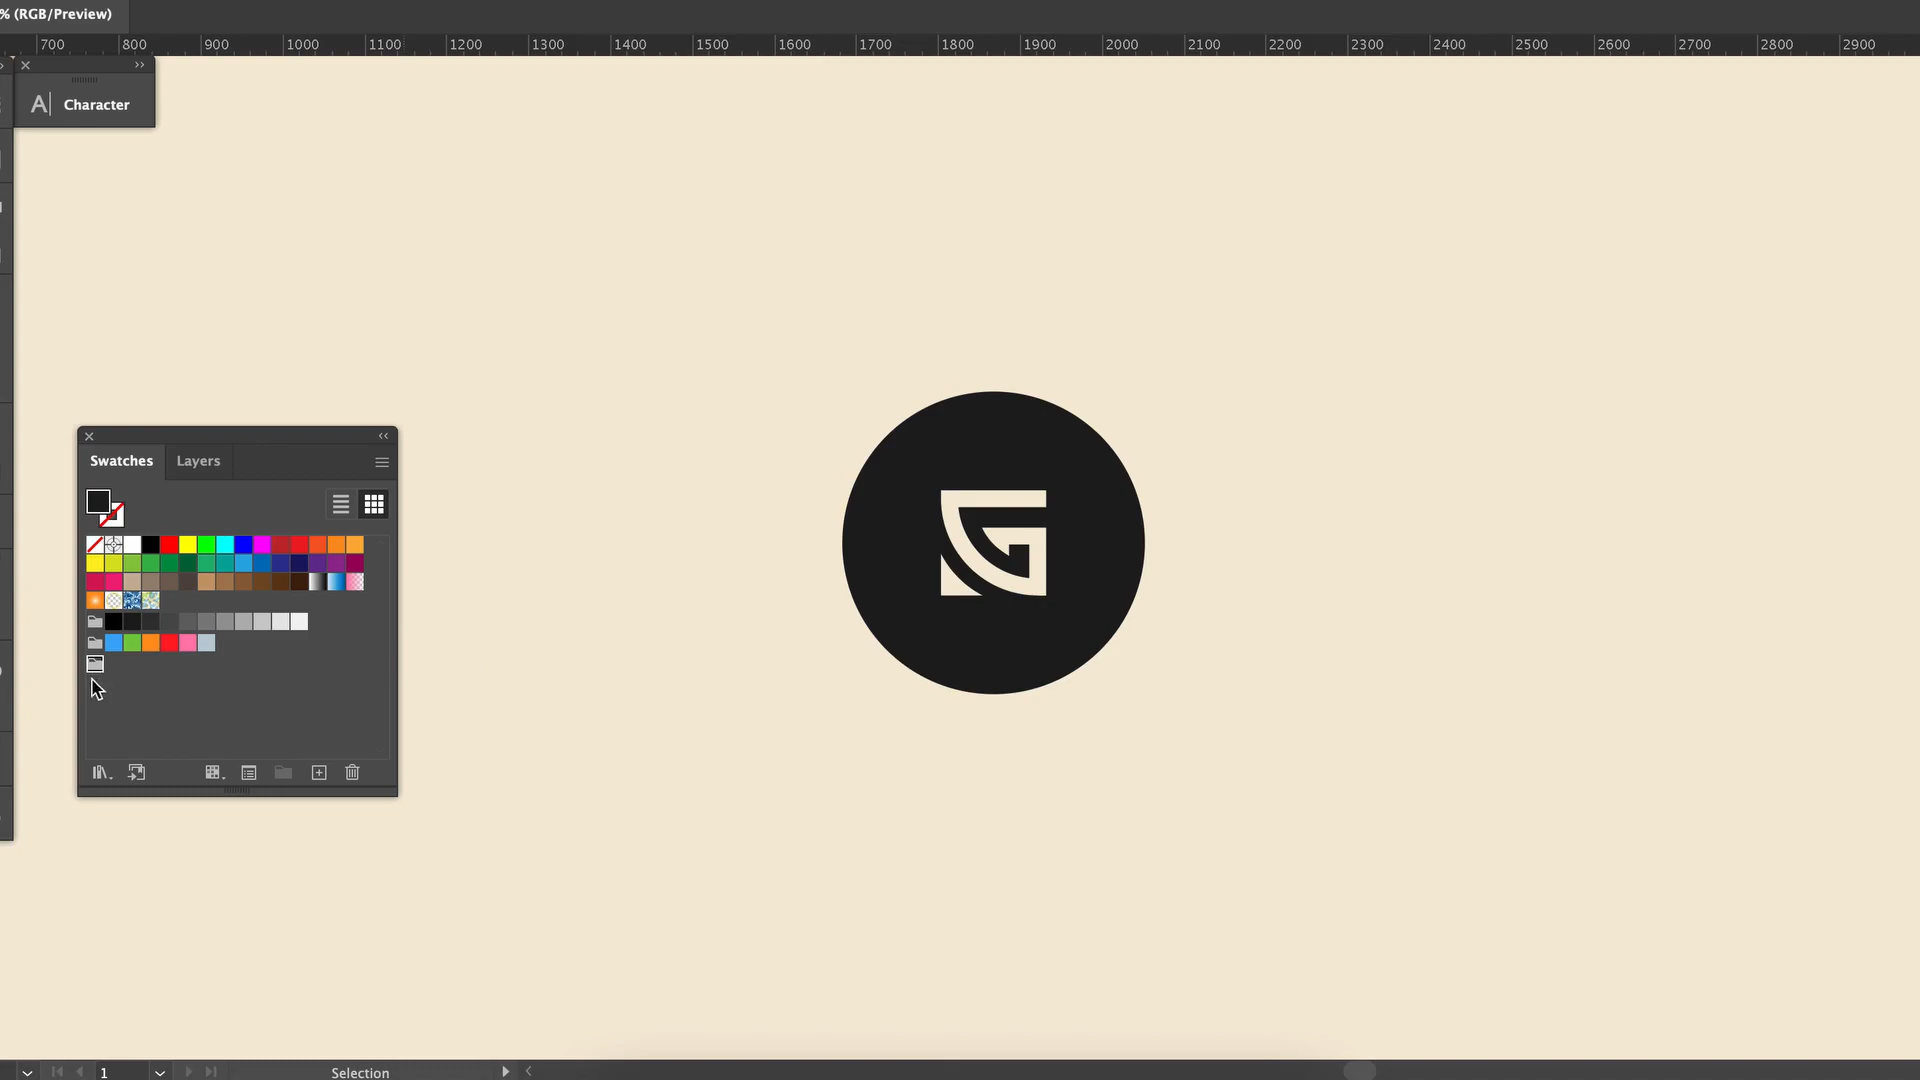 % (RGB/Preview)
700 800 900 1000 1100 1200 1300 1400 1500 1600 1700 1800 1900 2000 2100 2200 2300 2400 2500 2600 2700 2800 2900
A Character
Swatches Layers
G
1 Selection